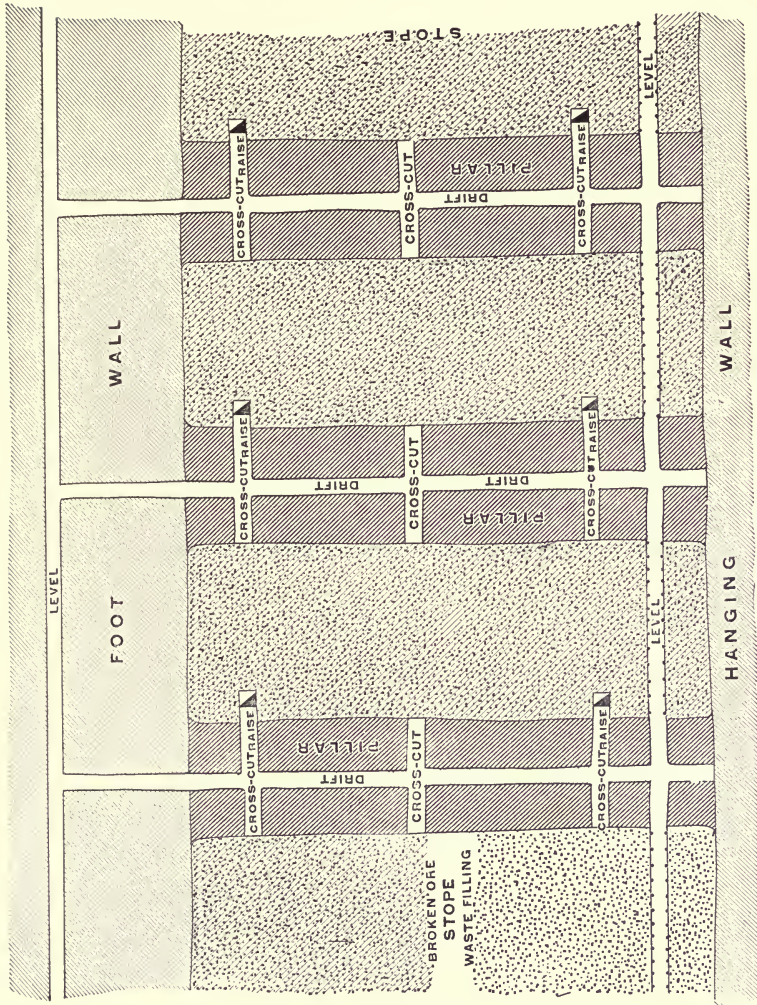 STOPE
LEVEL
CROSS-CUT RAISE
CROSS-CUT
CROSS-CUT RAISE
PILLAR
DRIFT
WALL
WALL
CROSS-CUT RAISE
CROSS-CUT
CROSS-CUT RAISE
DRIFT
DRIFT
PILLAR
LEVEL
FOOT
LEVEL
HANGING
CROSS-CUT RAISE
CROSS-CUT
CROSS-CUT RAISE
PILLAR
DRIFT
BROKEN ORE
STOPE
WASTE FILLING